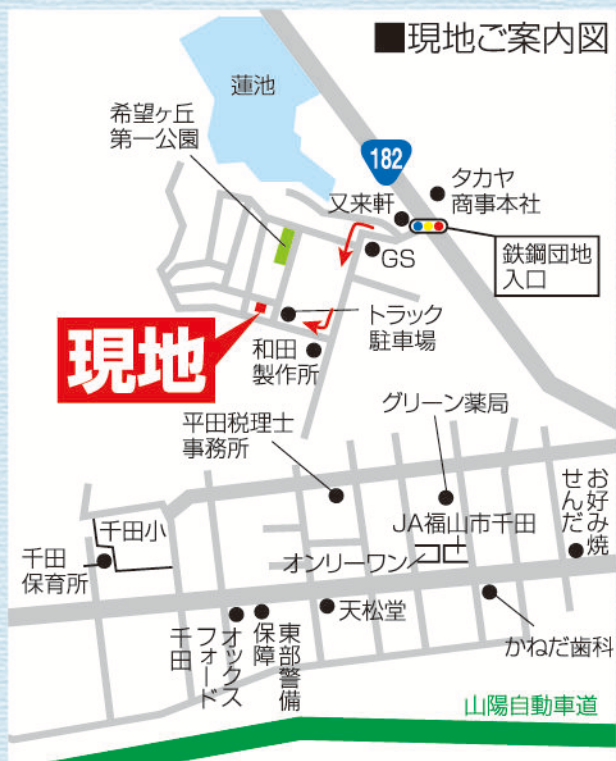 ■現地ご案内図
蓮池
希望ヶ丘
第一公園
182
タカヤ
商事本社
又来軒
GS
鉄鋼団地
入口
トラック
駐車場
現地
和田
製作所
平田税理士
事務所
グリーン薬局
千田小
JA福山市千田
お好み焼
せんだ
千田
保育所
オンリーワン
天松堂
東部警備
保障
オックス
フォード
千田
かねだ歯科
山陽自動車道